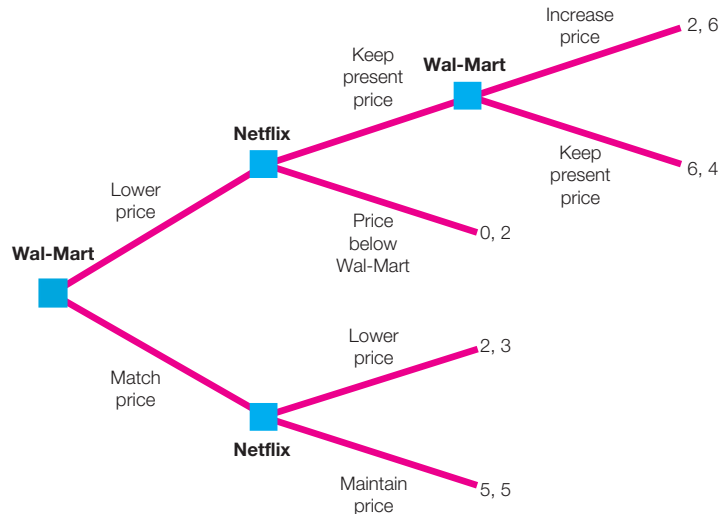 Increase
price
2, 6
Keep
present
price
Wal-Mart
Netflix
Keep
present
price
6, 4
Lower
price
Price
below
Wal-Mart
0, 2
Wal-Mart
Lower
price
2, 3
Match
price
Netflix
Maintain
price
5, 5